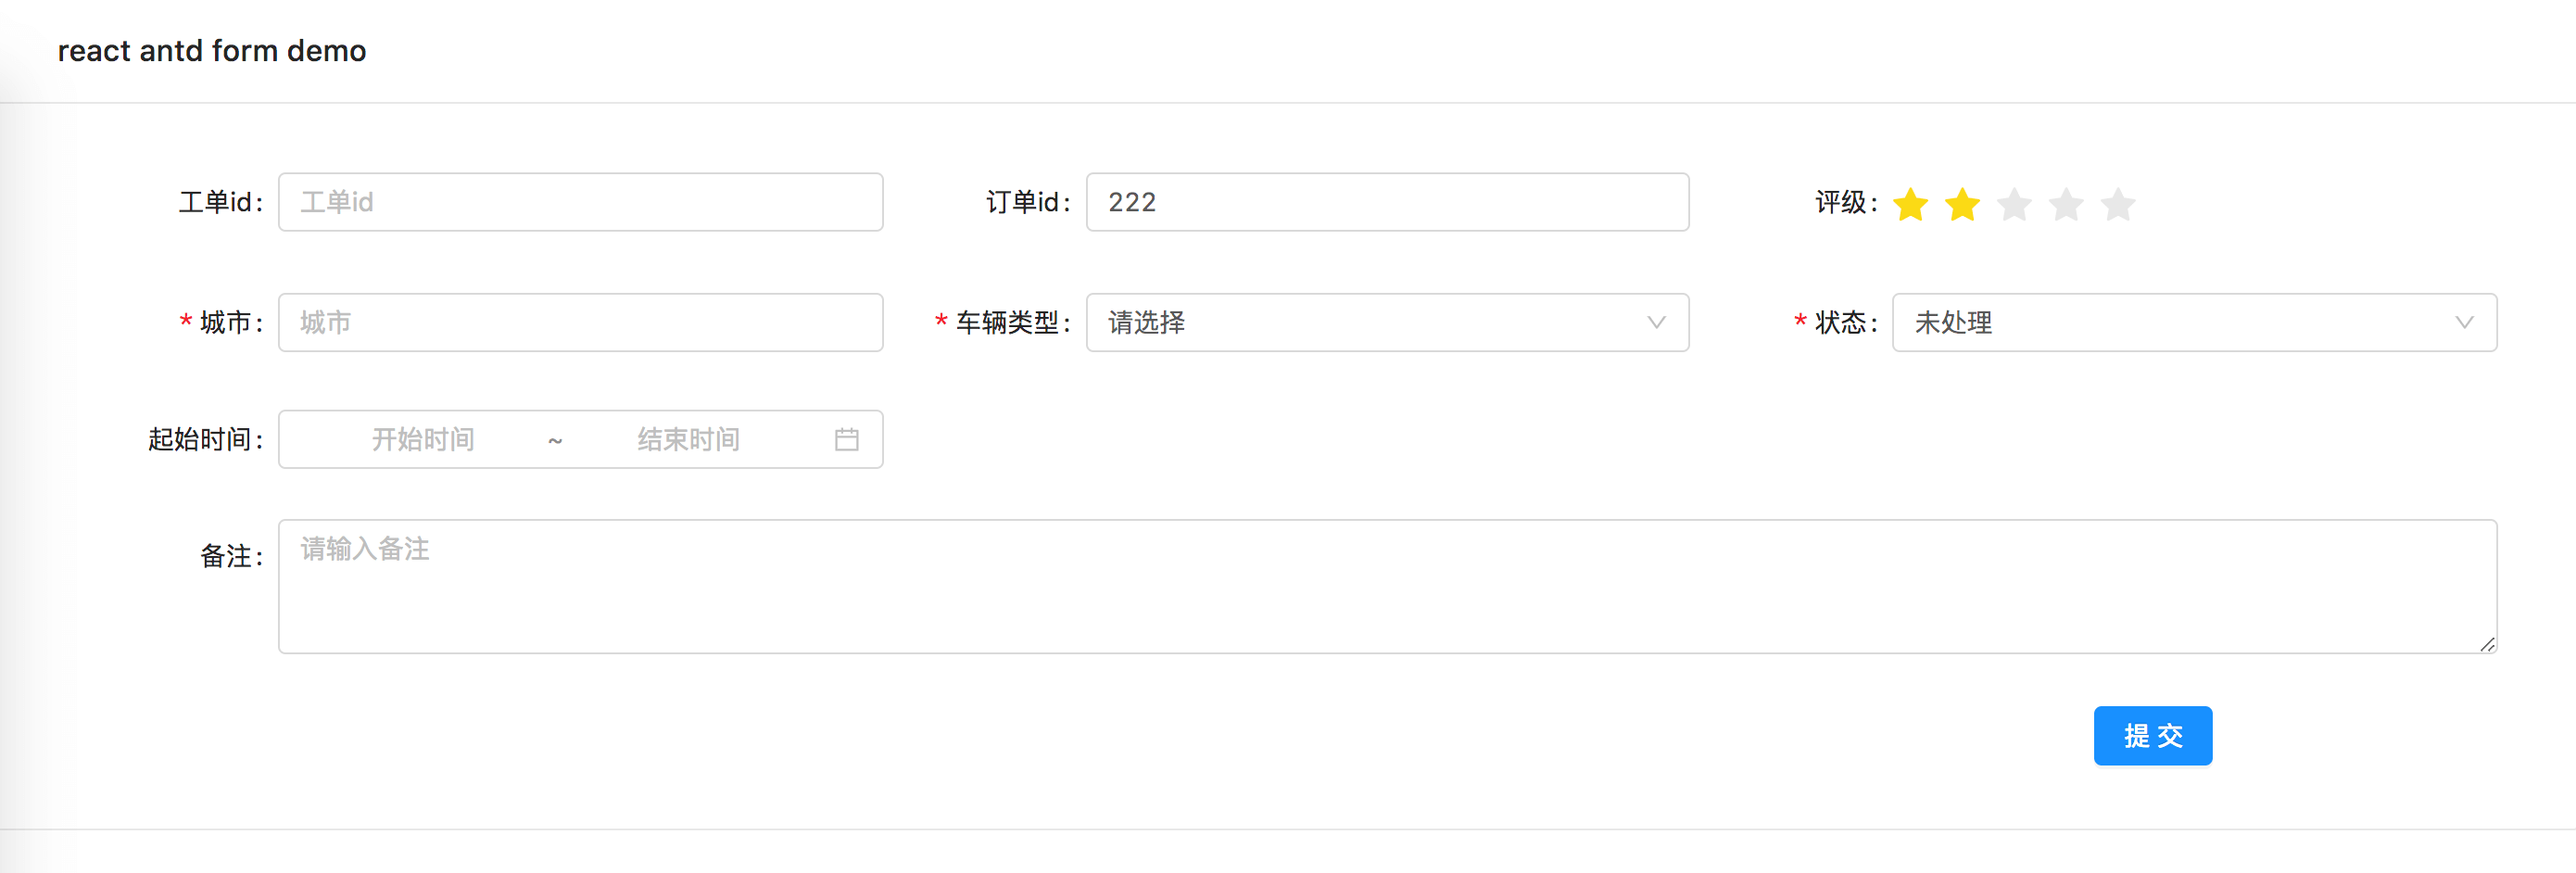 react antd form demo
工单id: 工单id 订单id: 222 评级:
* 城市: 城市 * 车辆类型: 请选择 * 状态: 未处理
起始时间: 开始时间 ~ 结束时间
备注: 请输入备注
提 交